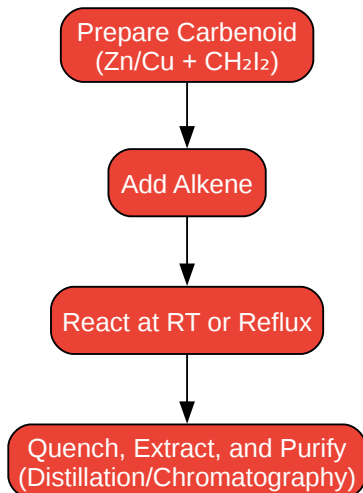 Prepare Carbenoid
(Zn/Cu + CH₂I₂)
Add Alkene
React at RT or Reflux
Quench, Extract, and Purify
(Distillation/Chromatography)